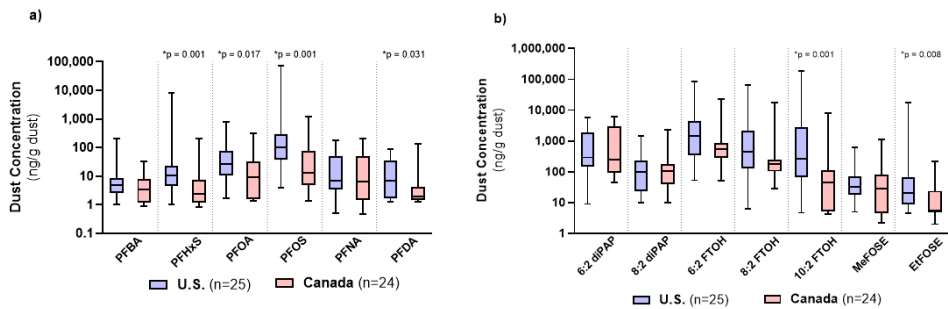 a)
*p = 0.001
*p = 0.017
*p = 0.001
*p = 0.031
Dust Concentration
(ng/g dust)
100,000
10,000
1,000
100
10
1
0.1
PFBA
PFHxS
PFOA
PFOS
PFNA
PFDA
U.S. (n=25)
Canada (n=24)
b)
*p = 0.001
*p = 0.008
Dust Concentration
(ng/g dust)
1,000,000
100,000
10,000
1,000
100
10
1
6:2 diPAP
8:2 diPAP
6:2 FTOH
8:2 FTOH
10:2 FTOH
MeFOSE
EtFOSE
U.S. (n=25)
Canada (n=24)